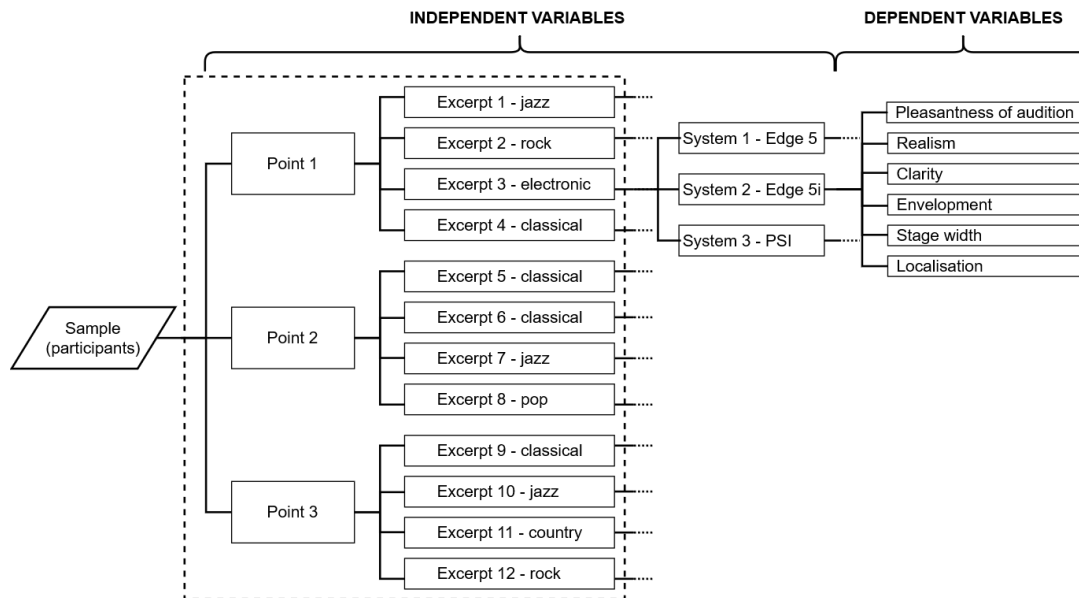 INDEPENDENT VARIABLES
DEPENDENT VARIABLES
Sample
(participants)
Point 1
Excerpt 1 - jazz
Excerpt 2 - rock
Excerpt 3 - electronic
Excerpt 4 - classical
Point 2
Excerpt 5 - classical
Excerpt 6 - classical
Excerpt 7 - jazz
Excerpt 8 - pop
Point 3
Excerpt 9 - classical
Excerpt 10 - jazz
Excerpt 11 - country
Excerpt 12 - rock
System 1 - Edge 5
System 2 - Edge 5i
System 3 - PSI
Pleasantness of audition
Realism
Clarity
Envelopment
Stage width
Localisation